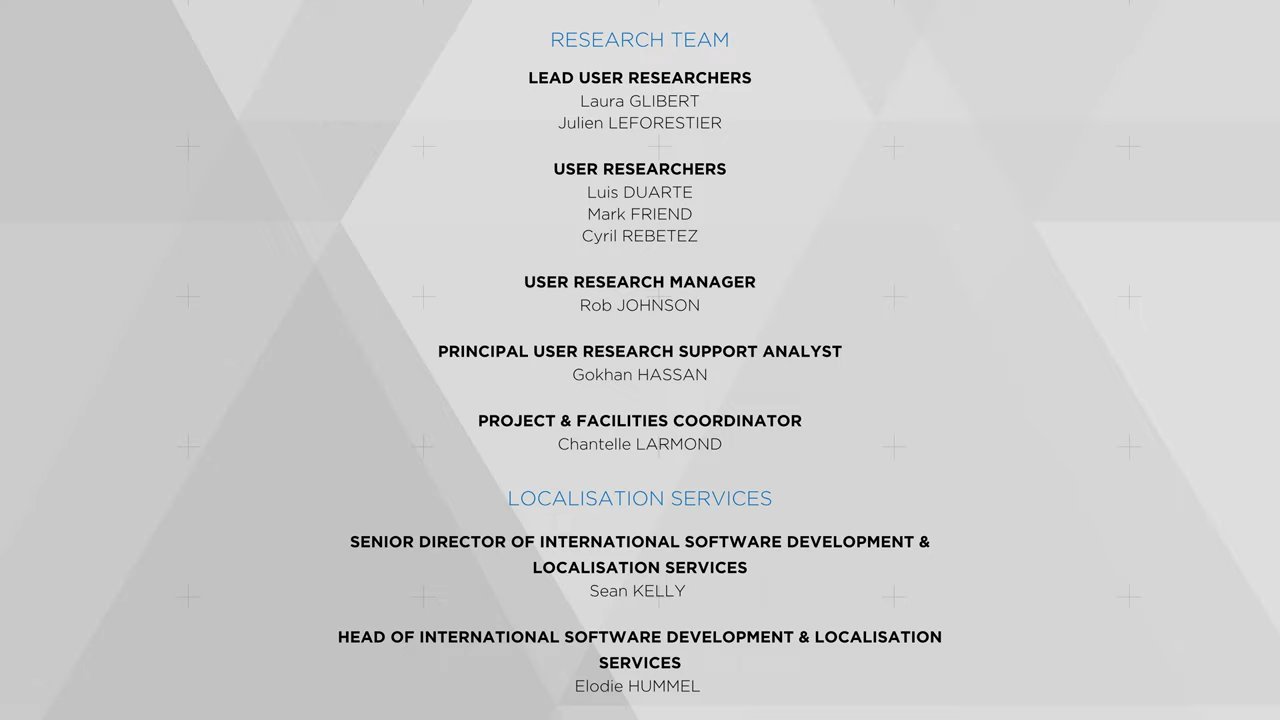 RESEARCH TEAM
LEAD USER RESEARCHERS
Laura GLIBERT
Julien LEFORESTIER
USER RESEARCHERS
Luis DUARTE
Mark FRIEND
Cyril REBETEZ
USER RESEARCH MANAGER
Rob JOHNSON
PRINCIPAL USER RESEARCH SUPPORT ANALYST
Gokhan HASSAN
PROJECT & FACILITIES COORDINATOR
Chantelle LARMOND
LOCALISATION SERVICES
SENIOR DIRECTOR OF INTERNATIONAL SOFTWARE DEVELOPMENT &
LOCALISATION SERVICES
Sean KELLY
HEAD OF INTERNATIONAL SOFTWARE DEVELOPMENT & LOCALISATION
SERVICES
Elodie HUMMEL